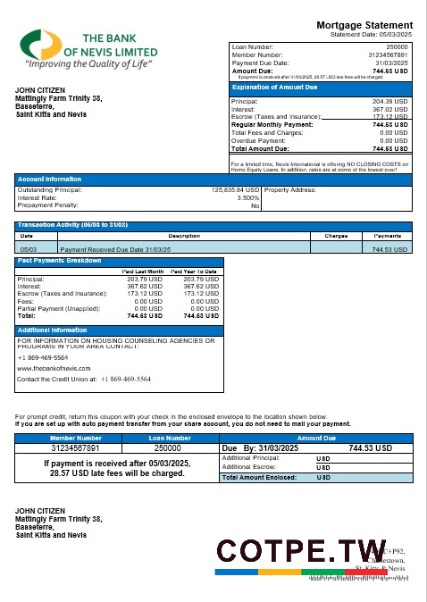 Mortgage Statement
Statement Date: 05/03/2025
THE BANK
OF NEVIS LIMITED
"Improving the Quality of Life"
Loan Number: 250000
Member Number: 31234567891
Payment Due Date: 31/03/2025
Amount Due: 744.53 USD
If payment is received after 31/03/2025, 28.57 USD late fees will be charged.
JOHN CITIZEN
Mattingly Farm Trinity 38,
Basseterre,
Saint Kitts and Nevis
Explanation of Amount Due
Principal: 204.39 USD
Interest: 367.02 USD
Escrow (Taxes and Insurance): 173.12 USD
Regular Monthly Payment: 744.53 USD
Total Fees and Charges: 0.00 USD
Overdue Payment: 0.00 USD
Total Amount Due: 744.53 USD
For a limited time, Nevis International is offering NO CLOSING COSTS on
Home Equity Loans. In addition, rates are at some of the lowest ever!
Account Information
Outstanding Principal: 125,835.84 USD Property Address:
Interest Rate: 3.500%
Prepayment Penalty: No
Transaction Activity (05/03 to 31/03)
Date Description Charges Payments
05/03 Payment Received Due Date 31/03/25 744.53 USD
Past Payments Breakdown
Paid Last Month Paid Year To Date
Principal: 203.79 USD 203.79 USD
Interest: 367.62 USD 367.62 USD
Escrow (Taxes and Insurance): 173.12 USD 173.12 USD
Fees: 0.00 USD 0.00 USD
Partial Payment (Unapplied): 0.00 USD 0.00 USD
Total: 744.53 USD 744.53 USD
Additional Information
FOR INFORMATION ON HOUSING COUNSELING AGENCIES OR
PROGRAMS IN YOUR AREA CONTACT:
+1 869-469-5564
www.thebankofnevis.com
Contact the Credit Union at: +1 869-469-5564
For prompt credit, return this coupon with your check in the enclosed envelope to the location shown below.
If you are set up with auto payment transfer from your share account, you do not need to mail your payment.
Member Number Loan Number Amount Due
31234567891 250000 Due By: 31/03/2025 744.53 USD
If payment is received after 05/03/2025,
28.57 USD late fees will be charged.
Additional Principal: USD
Additional Escrow: USD
Total Amount Enclosed: USD
JOHN CITIZEN
Mattingly Farm Trinity 38,
Basseterre,
Saint Kitts and Nevis
COTPE.TW
C+P92,
Charlestown,
St. Kitts & Nevis